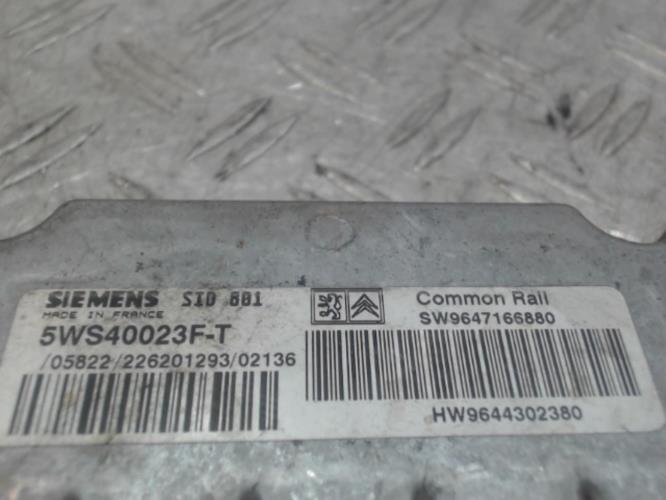 SIEMENS SID 801
MADE IN FRANCE
5WS40023F-T
/05822/226201293/02136
Common Rail
SW9647166880
HW9644302380